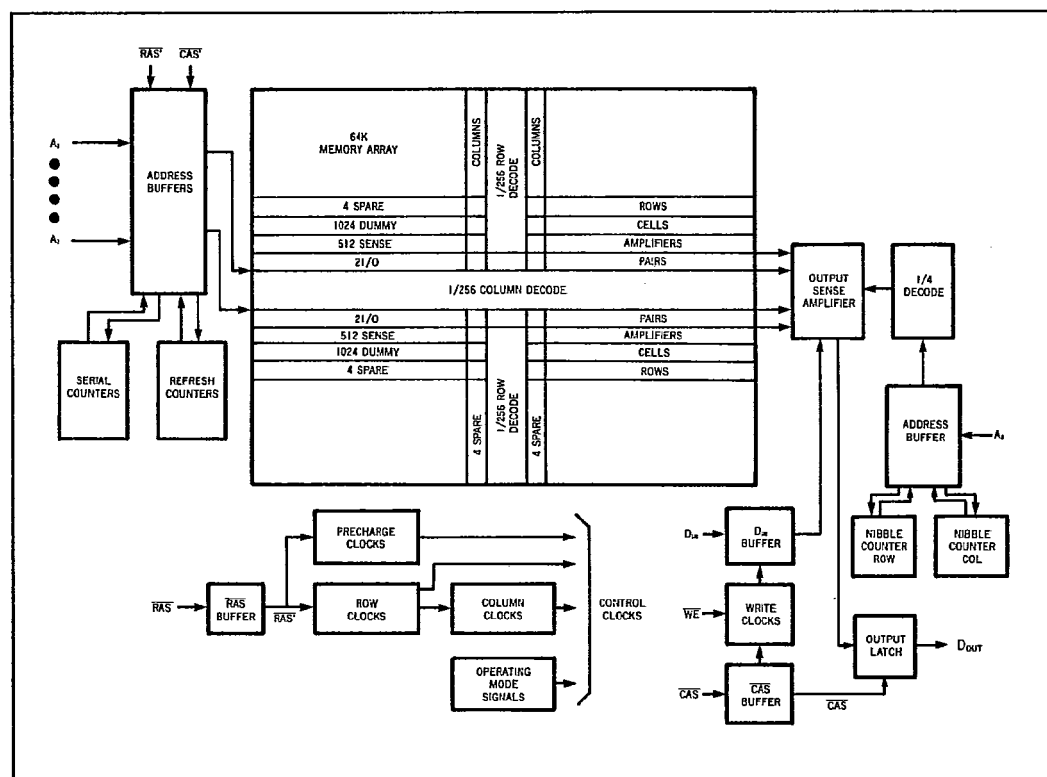 RAS' CAS'
A₀
ADDRESS
BUFFERS
A₇
SERIAL
COUNTERS
REFRESH
COUNTERS
64K
MEMORY ARRAY
COLUMNS
1/256 ROW
DECODE
COLUMNS
4 SPARE ROWS
1024 DUMMY CELLS
512 SENSE AMPLIFIERS
2I/O PAIRS
1/256 COLUMN DECODE
2I/O PAIRS
512 SENSE AMPLIFIERS
1024 DUMMY CELLS
4 SPARE ROWS
4 SPARE
1/256 ROW
DECODE
4 SPARE
OUTPUT
SENSE
AMPLIFIER
1/4
DECODE
ADDRESS
BUFFER
A₈
NIBBLE
COUNTER
ROW
NIBBLE
COUNTER
COL
PRECHARGE
CLOCKS
RAS
RAS
BUFFER
RAS'
ROW
CLOCKS
COLUMN
CLOCKS
OPERATING
MODE
SIGNALS
CONTROL
CLOCKS
DIN
DIN
BUFFER
WE
WRITE
CLOCKS
CAS
CAS
BUFFER
CAS
OUTPUT
LATCH
DOUT